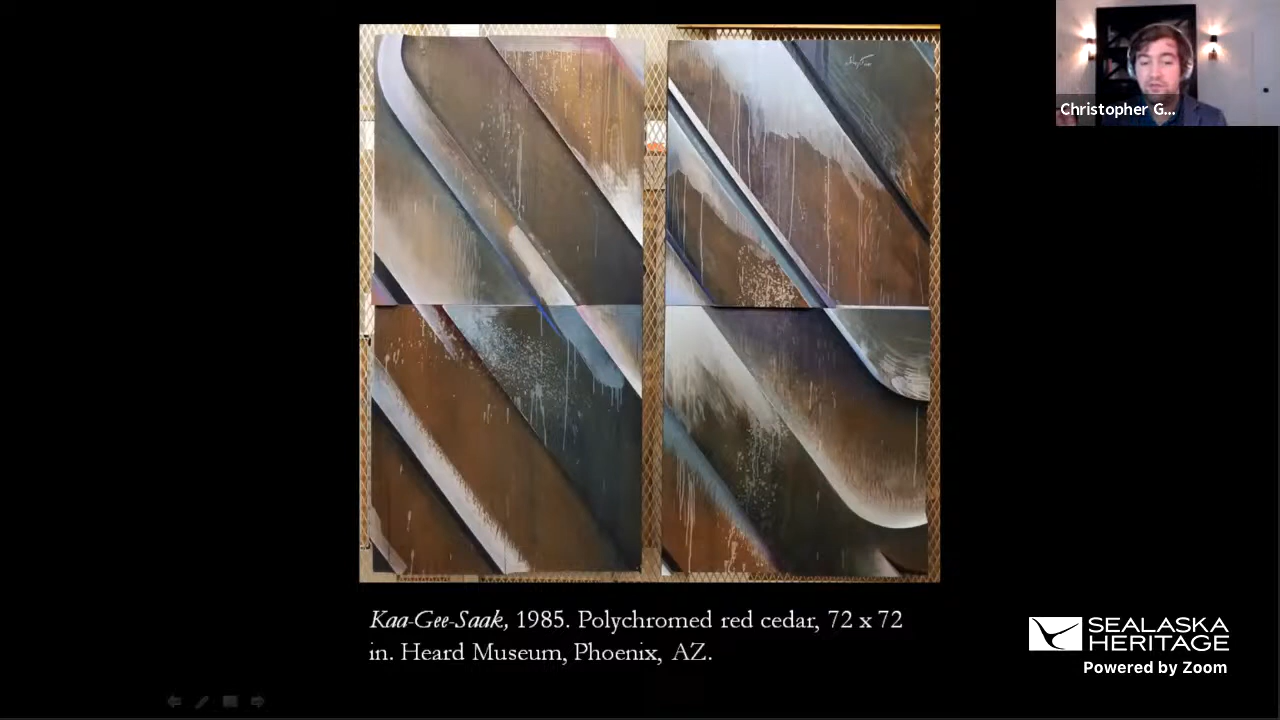 Christopher G...
Kaa-Gee-Saak, 1985. Polychromed red cedar, 72 x 72
in. Heard Museum, Phoenix, AZ.
SEALASKA
HERITAGE
Powered by Zoom